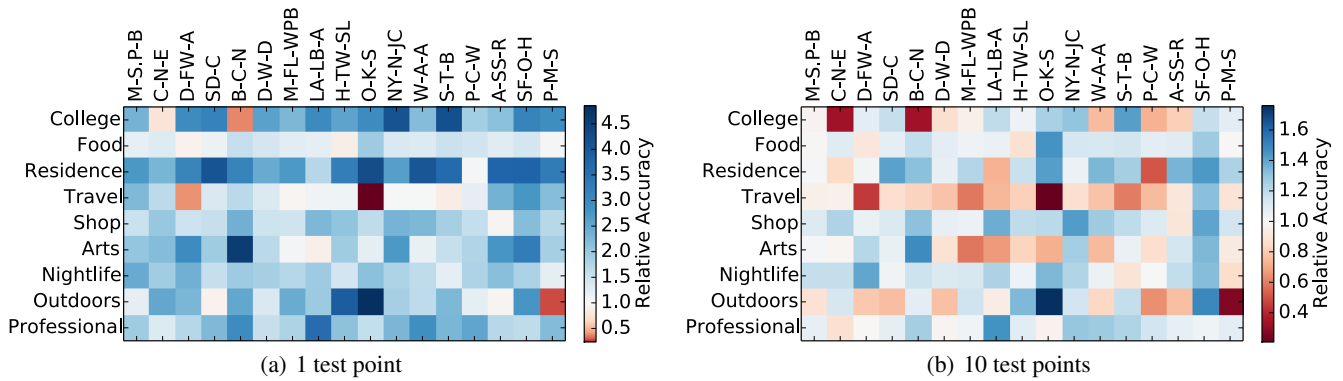 M-S.P-B
C-N-E
D-FW-A
SD-C
B-C-N
D-W-D
M-FL-WPB
LA-LB-A
H-TW-SL
O-K-S
NY-N-JC
W-A-A
S-T-B
P-C-W
A-SS-R
SF-O-H
P-M-S
College
Food
Residence
Travel
Shop
Arts
Nightlife
Outdoors
Professional
4.5
4.0
3.5
3.0
2.5
2.0
1.5
1.0
0.5
Relative Accuracy
(a) 1 test point
M-S.P-B
C-N-E
D-FW-A
SD-C
B-C-N
D-W-D
M-FL-WPB
LA-LB-A
H-TW-SL
O-K-S
NY-N-JC
W-A-A
S-T-B
P-C-W
A-SS-R
SF-O-H
P-M-S
College
Food
Residence
Travel
Shop
Arts
Nightlife
Outdoors
Professional
1.6
1.4
1.2
1.0
0.8
0.6
0.4
Relative Accuracy
(b) 10 test points